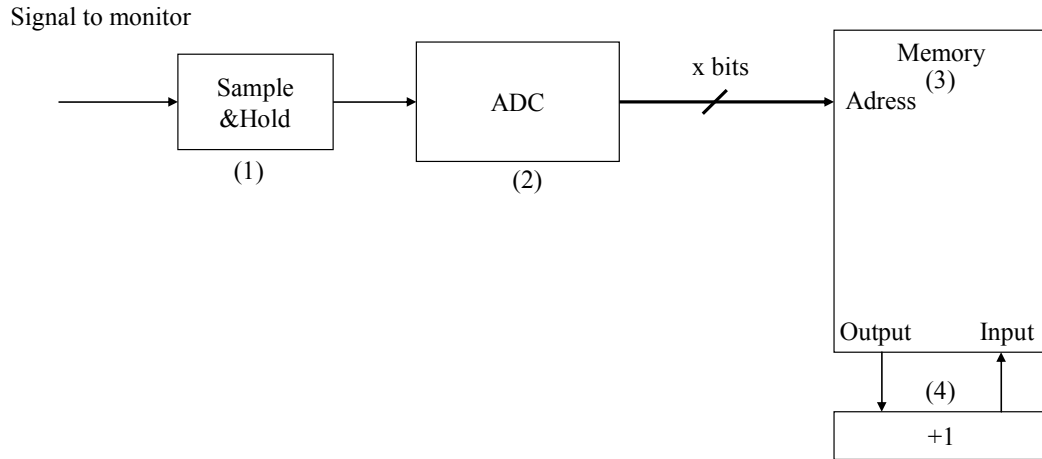 Signal to monitor
Sample
&Hold
(1)
ADC
(2)
x bits
Memory
(3)
Adress
Output
Input
(4)
+1